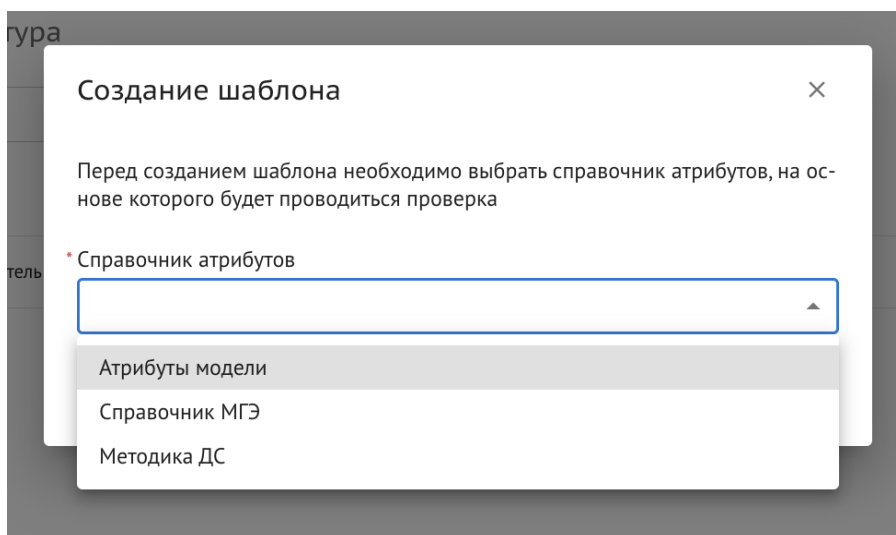 тура
Создание шаблона
Перед созданием шаблона необходимо выбрать справочник атрибутов, на ос-
нове которого будет проводиться проверка
* Справочник атрибутов
тель
Атрибуты модели
Справочник МГЭ
Методика ДС